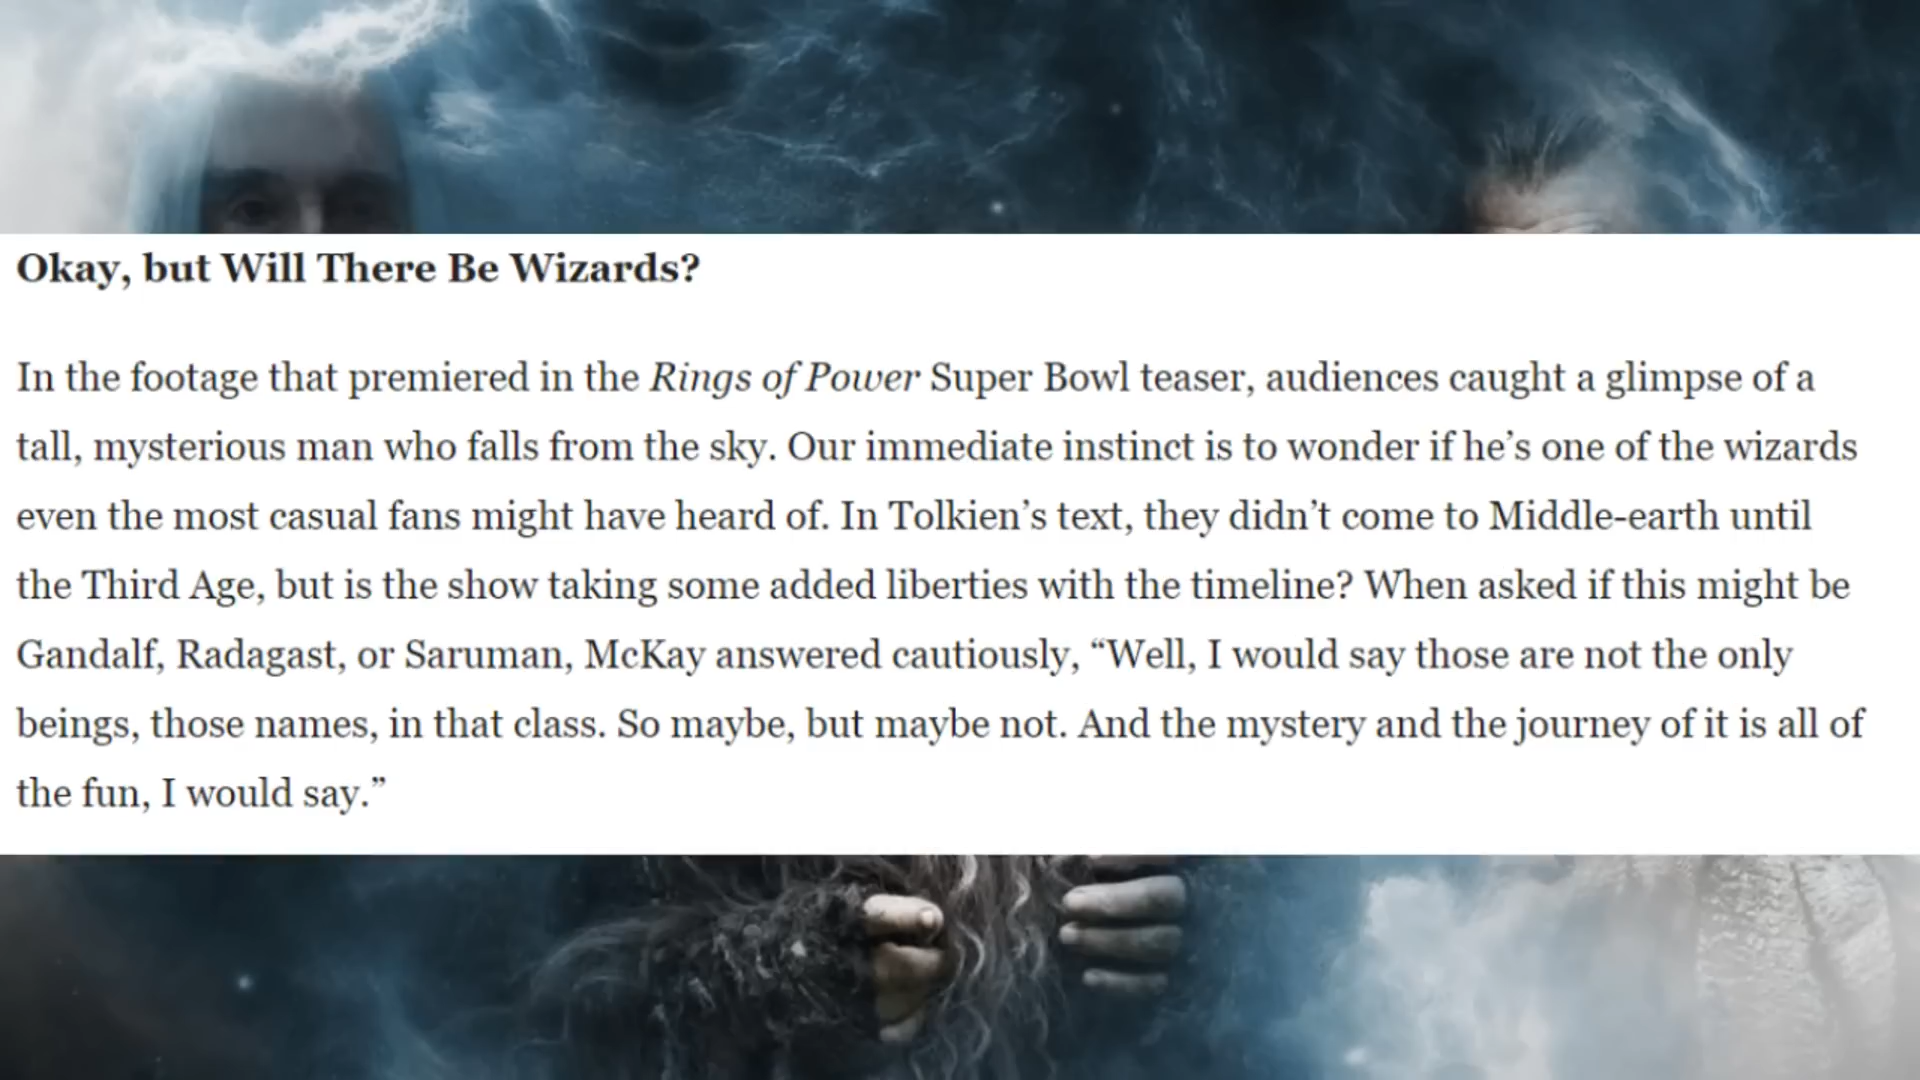 Okay, but Will There Be Wizards?
In the footage that premiered in the Rings of Power Super Bowl teaser, audiences caught a glimpse of a
tall, mysterious man who falls from the sky. Our immediate instinct is to wonder if he’s one of the wizards
even the most casual fans might have heard of. In Tolkien’s text, they didn’t come to Middle-earth until
the Third Age, but is the show taking some added liberties with the timeline? When asked if this might be
Gandalf, Radagast, or Saruman, McKay answered cautiously, “Well, I would say those are not the only
beings, those names, in that class. So maybe, but maybe not. And the mystery and the journey of it is all of
the fun, I would say.”